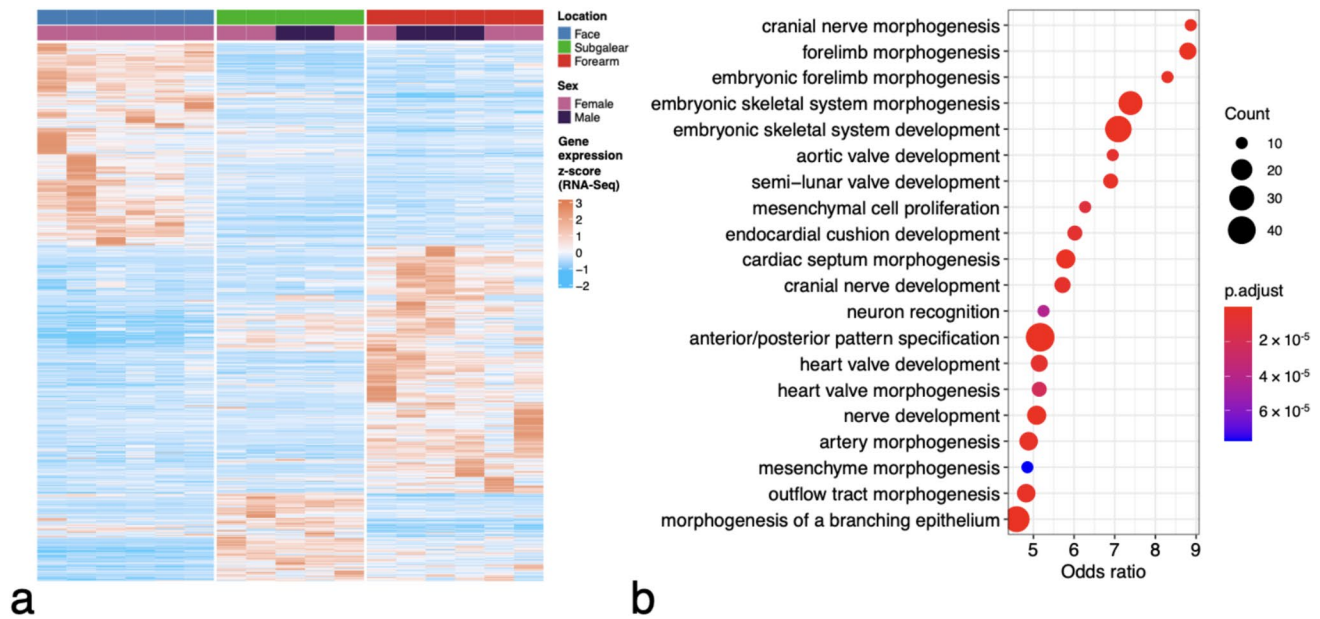 Location
Face
Subgalear
Forearm
Sex
Female
Male
Gene
expression
z-score
(RNA-Seq)
3
2
1
0
−1
−2
a
cranial nerve morphogenesis
forelimb morphogenesis
embryonic forelimb morphogenesis
embryonic skeletal system morphogenesis
embryonic skeletal system development
aortic valve development
semi−lunar valve development
mesenchymal cell proliferation
endocardial cushion development
cardiac septum morphogenesis
cranial nerve development
neuron recognition
anterior/posterior pattern specification
heart valve development
heart valve morphogenesis
nerve development
artery morphogenesis
mesenchyme morphogenesis
outflow tract morphogenesis
morphogenesis of a branching epithelium
5 6 7 8 9
Odds ratio
Count
10
20
30
40
p.adjust
2 × 10⁻⁵
4 × 10⁻⁵
6 × 10⁻⁵
b